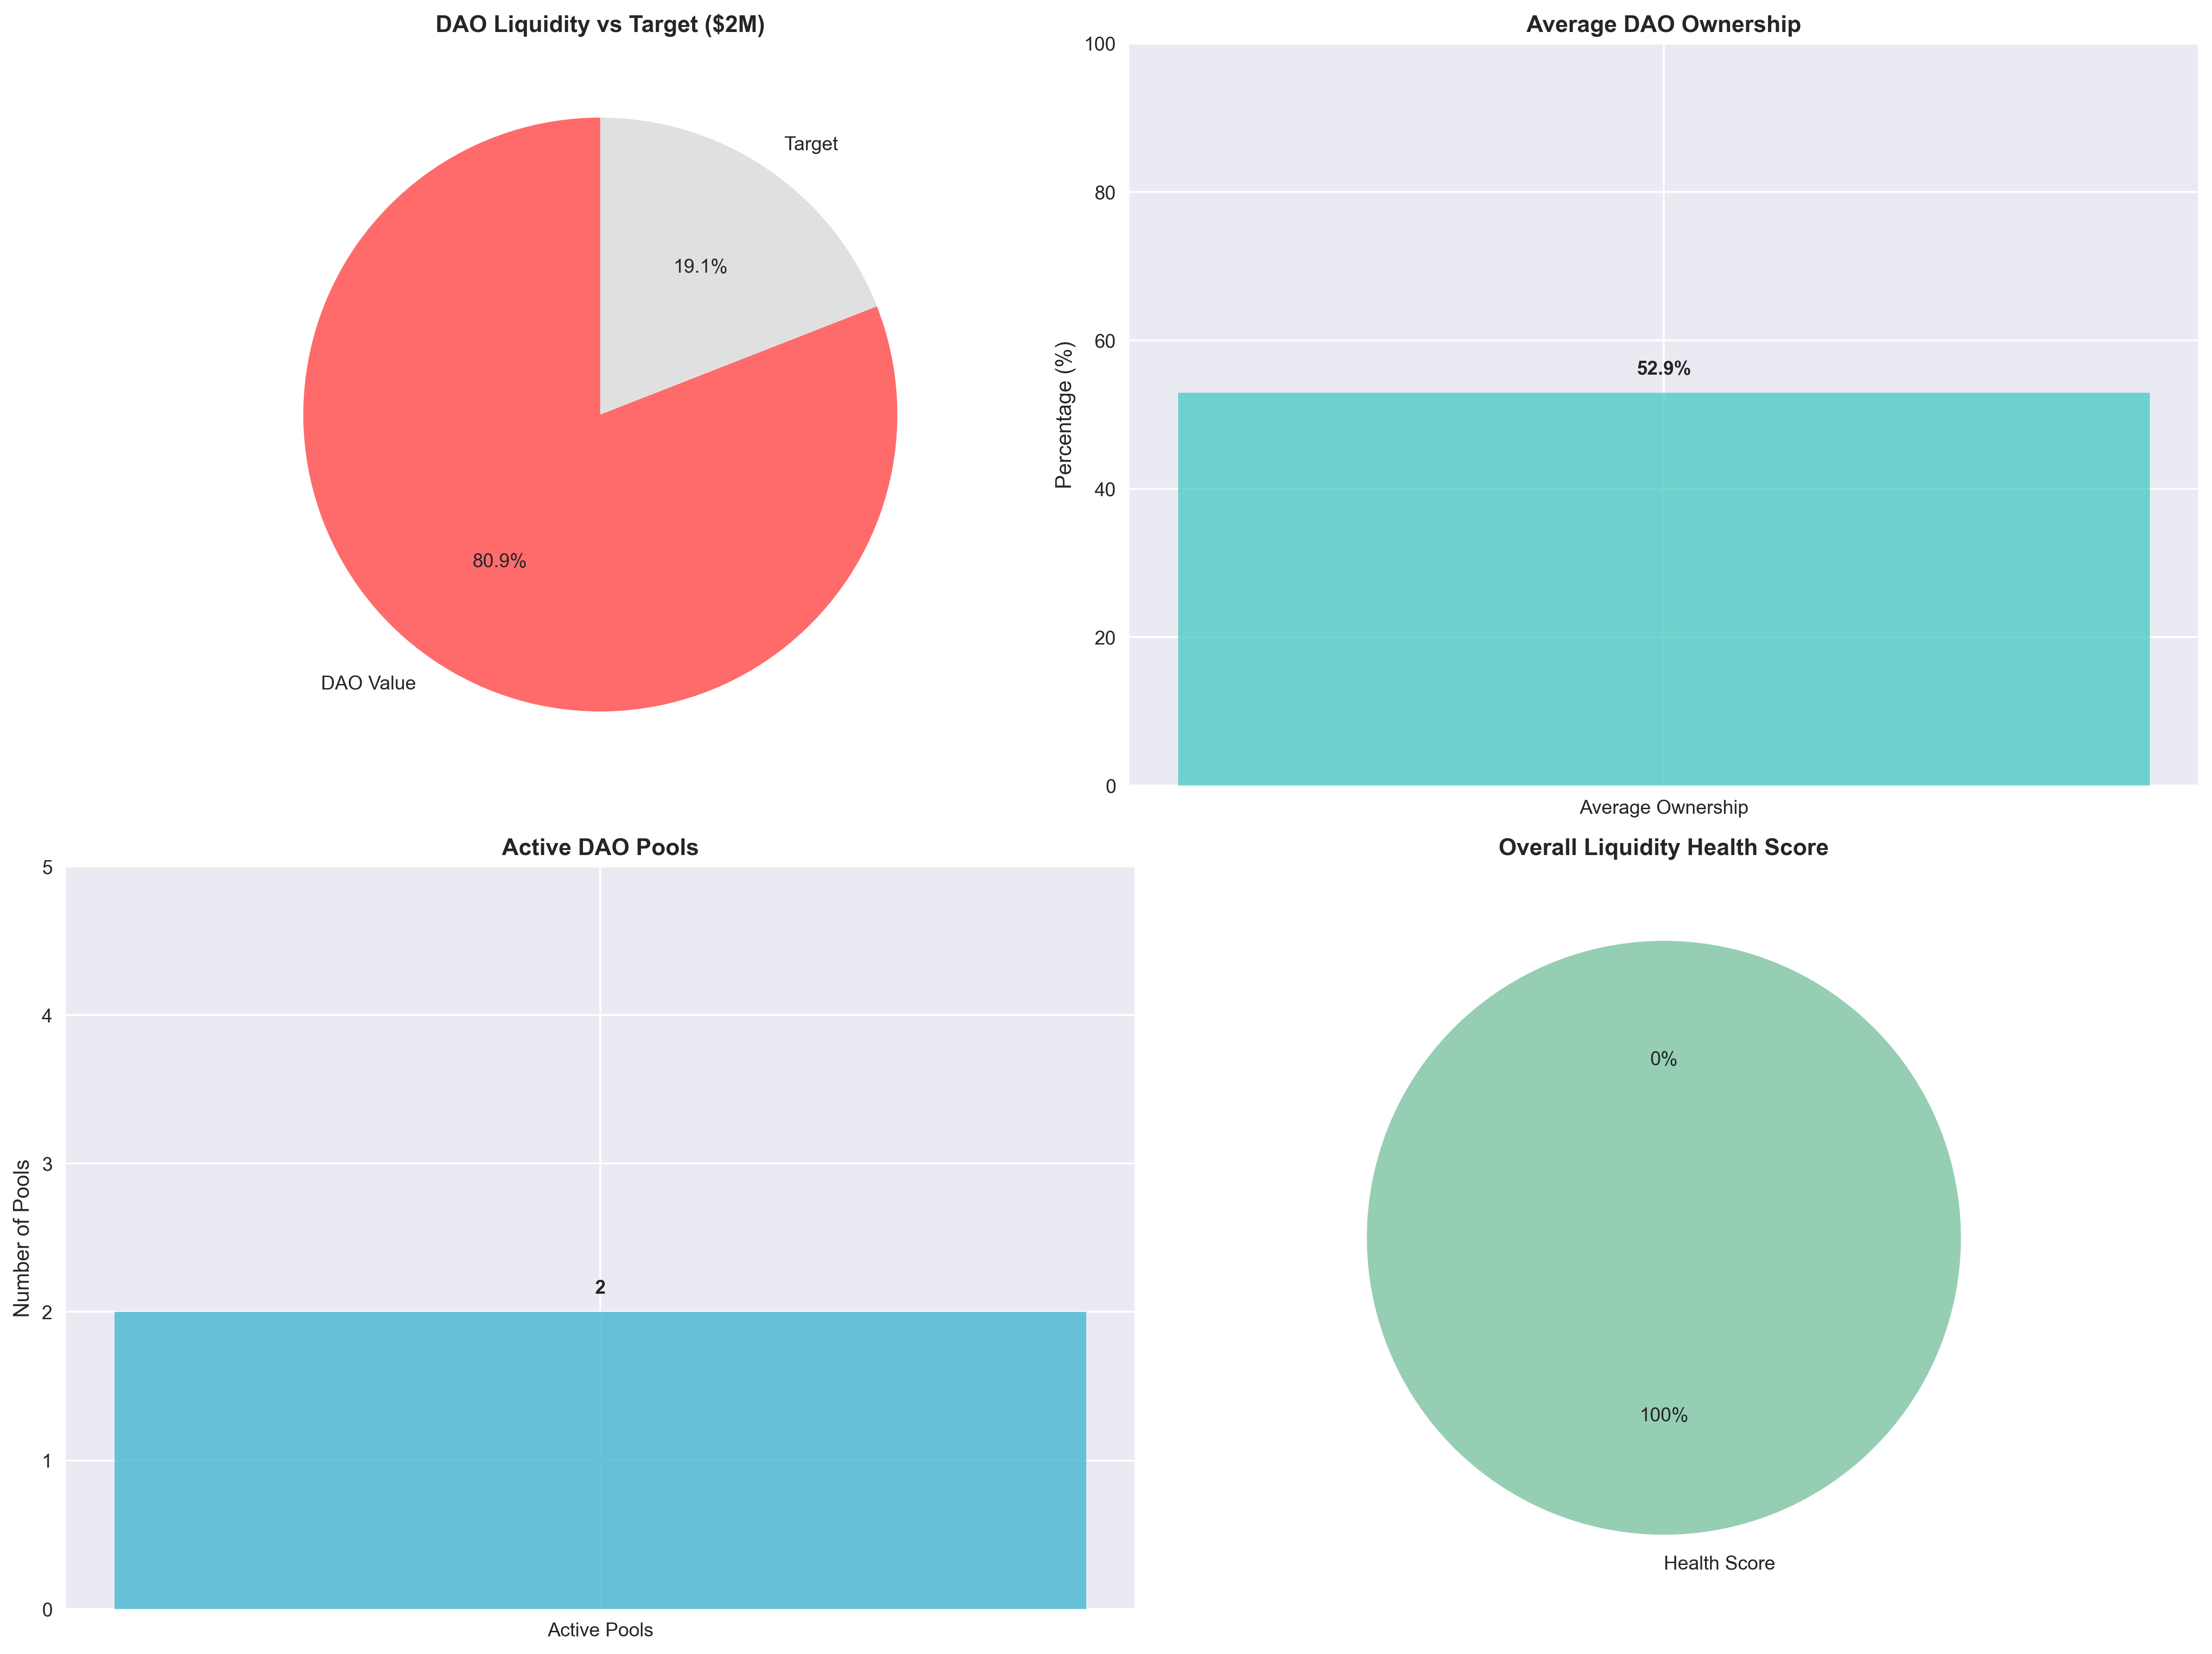 DAO Liquidity vs Target ($2M)
Target
19.1%
80.9%
DAO Value
Average DAO Ownership
Percentage (%)
100
80
60
40
20
0
52.9%
Average Ownership
Active DAO Pools
Number of Pools
5
4
3
2
1
0
2
Active Pools
Overall Liquidity Health Score
0%
100%
Health Score